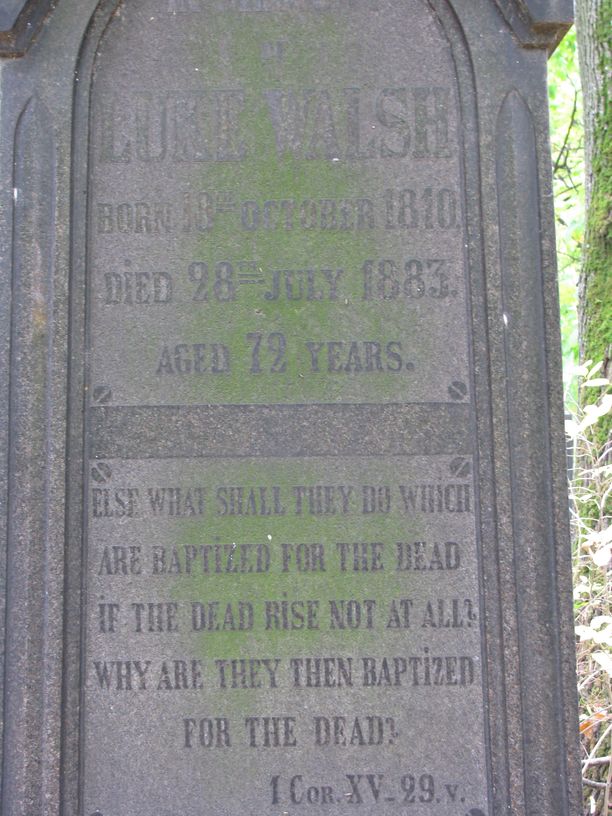 OF
LUKE WALSH
BORN 18TH OCTOBER 1810.
DIED 28TH JULY 1883.
AGED 72 YEARS.
ELSE WHAT SHALL THEY DO WHICH
ARE BAPTIZED FOR THE DEAD
IF THE DEAD RISE NOT AT ALL?
WHY ARE THEY THEN BAPTIZED
FOR THE DEAD?
1 COR. XV-29.V.